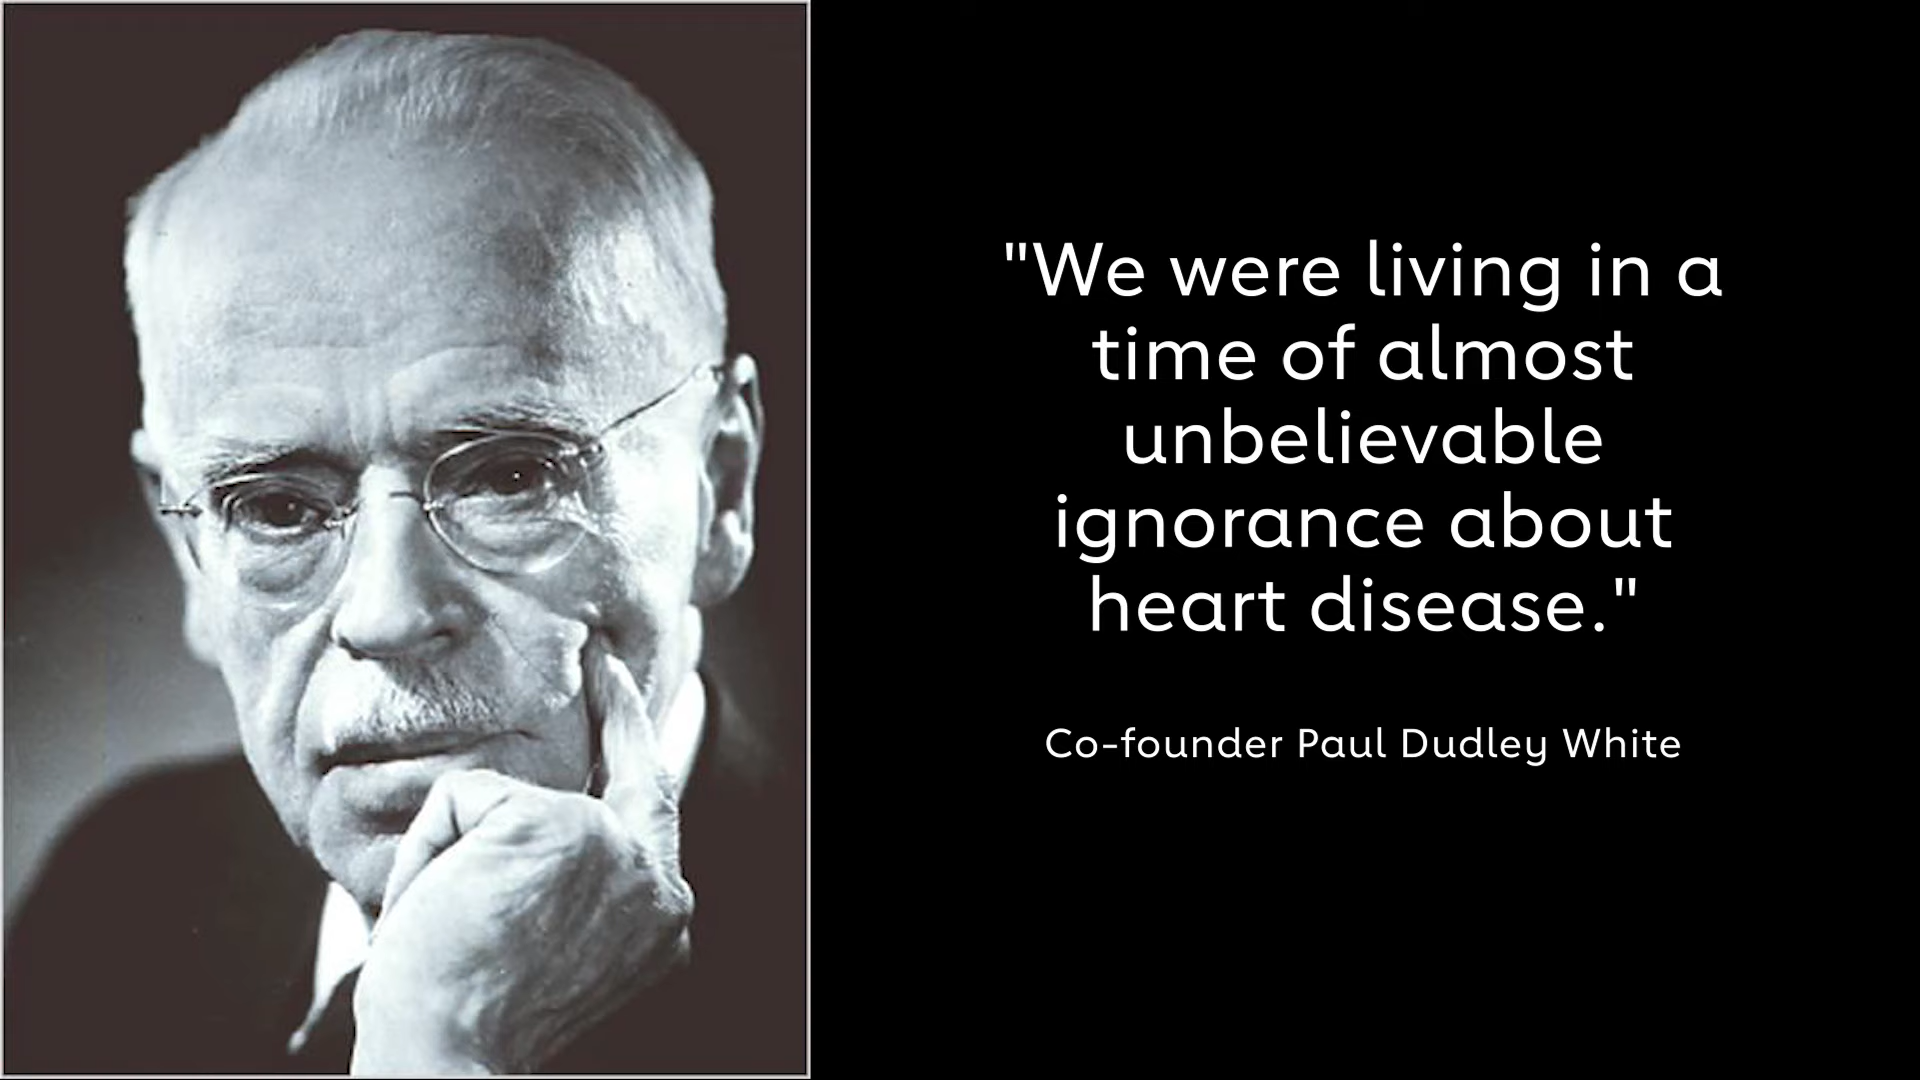 "We were living in a
time of almost
unbelievable
ignorance about
heart disease."
Co-founder Paul Dudley White